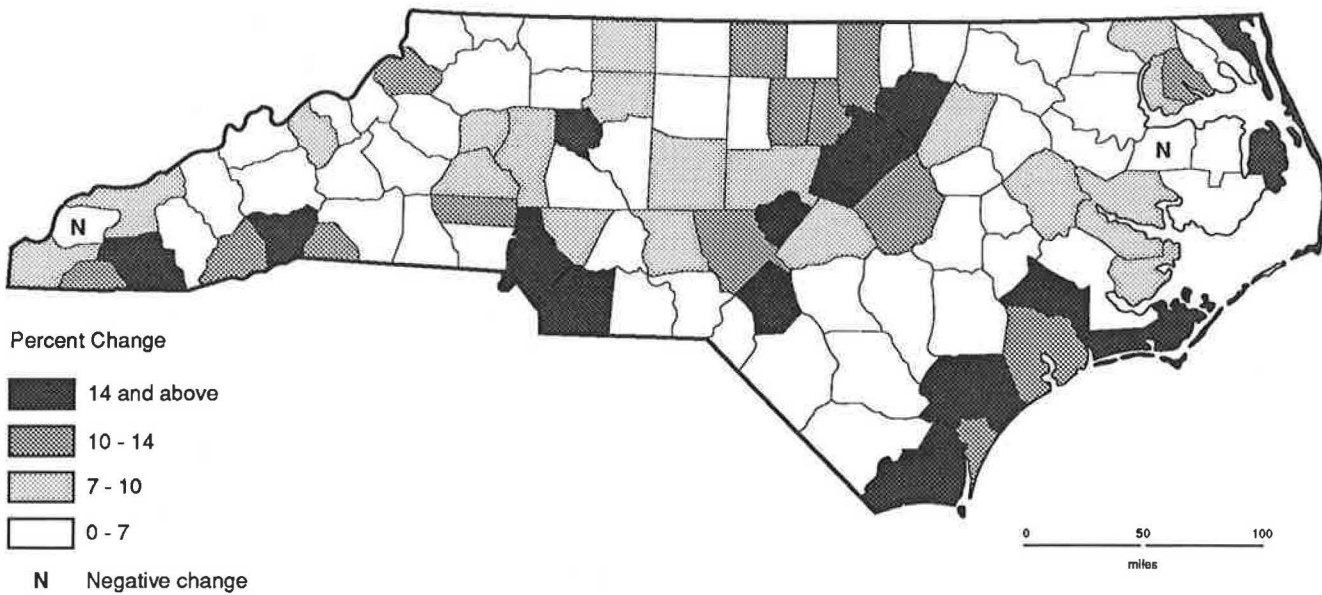 N
N
Percent Change
14 and above
10 - 14
7 - 10
0 - 7
N Negative change
0 50 100
miles